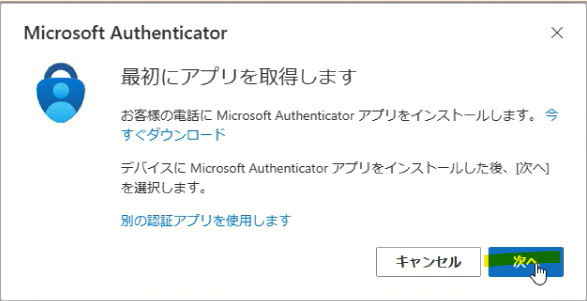 Microsoft Authenticator
最初にアプリを取得します
お客様の電話に Microsoft Authenticator アプリをインストールします。今
すぐダウンロード
デバイスに Microsoft Authenticator アプリをインストールした後、[次へ]
を選択します。
別の認証アプリを使用します
キャンセル
次へ